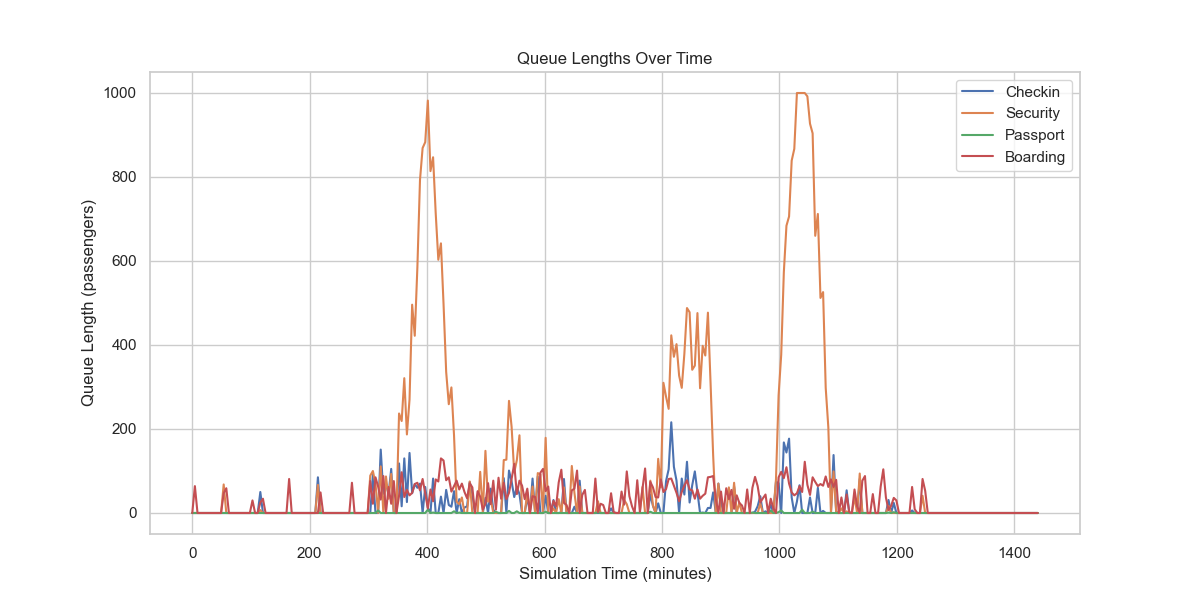 Queue Lengths Over Time
Checkin
Security
Passport
Boarding
Queue Length (passengers)
1000
800
600
400
200
0
0 200 400 600 800 1000 1200 1400
Simulation Time (minutes)